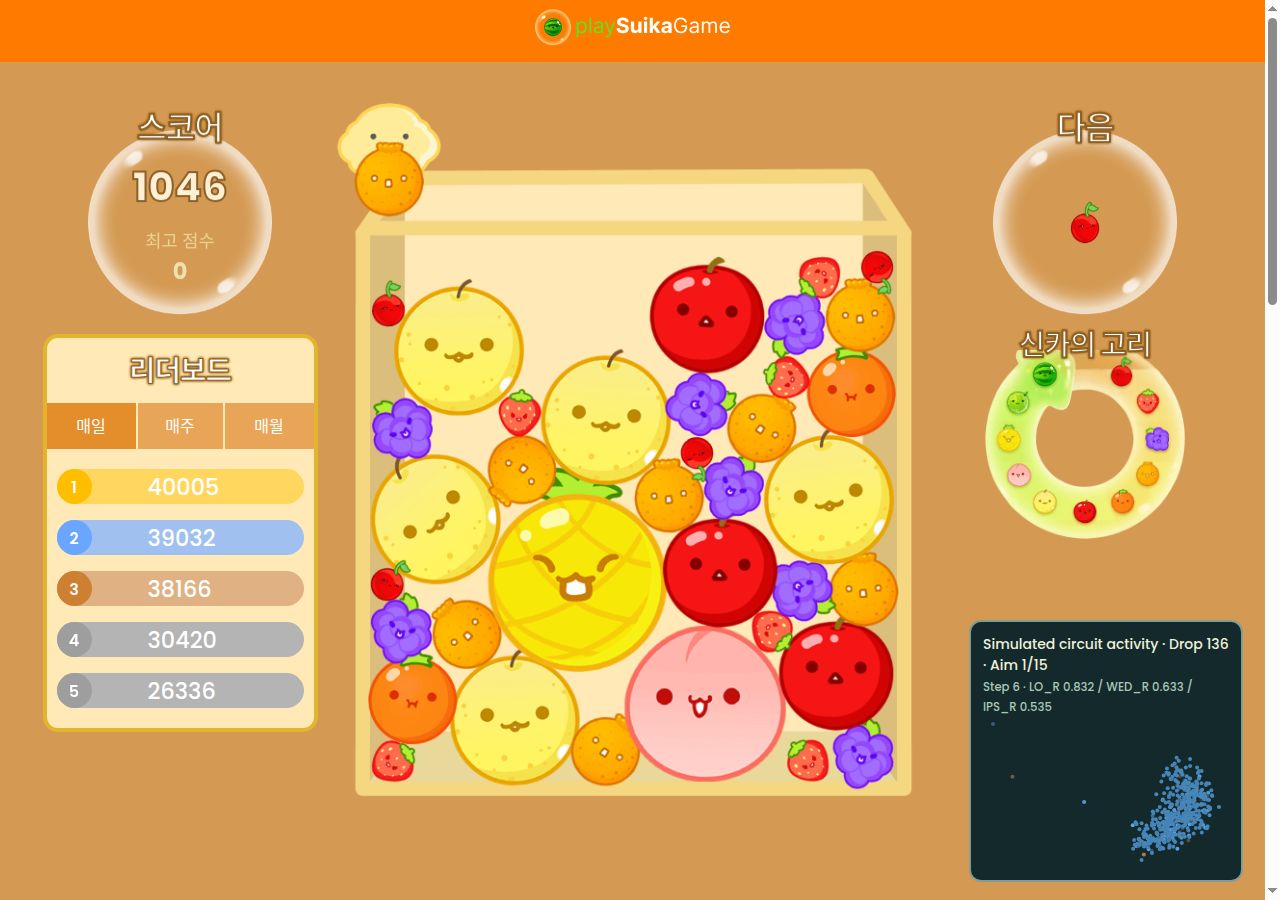 playSuikaGame
스코어
1046
최고 점수
0
다음
신카의 고리
리더보드
매일
매주
매월
1
40005
2
39032
3
38166
4
30420
5
26336
Simulated circuit activity · Drop 136
· Aim 1/15
Step 6 · LO_R 0.832 / WED_R 0.633 /
IPS_R 0.535